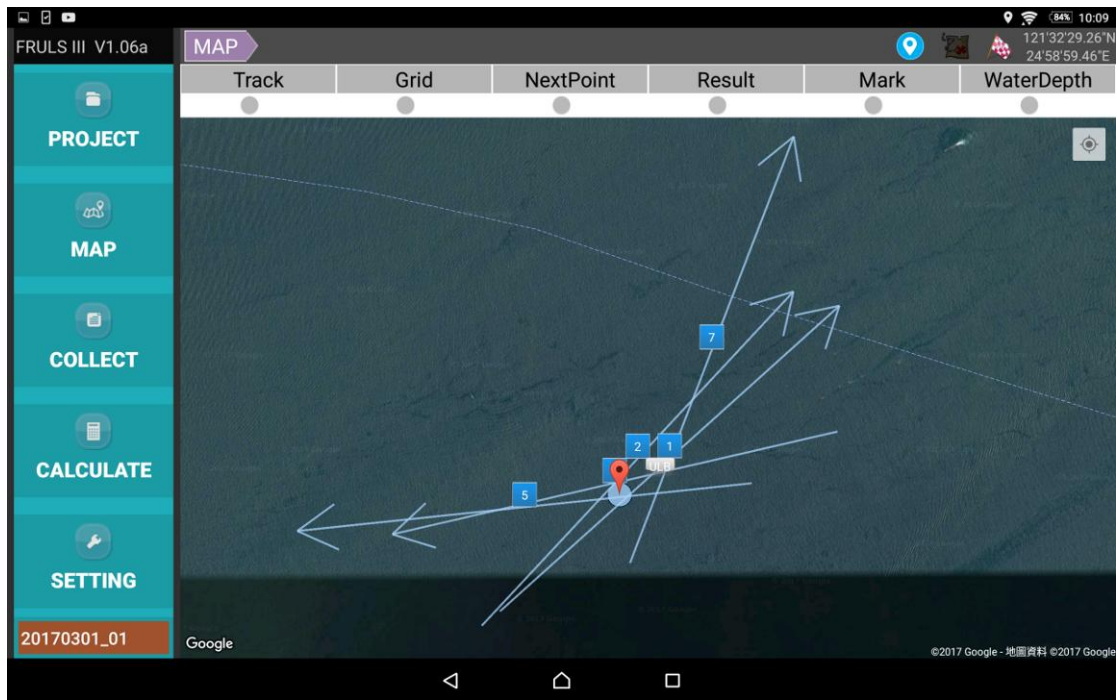 84% 10:09
FRULS III V1.06a
MAP
121'32'29.26"N
24'58'59.46"E
Track Grid NextPoint Result Mark WaterDepth
PROJECT
MAP
COLLECT
CALCULATE
SETTING
20170301_01
7
2 1
ULB
5
Google
©2017 Google - 地圖資料 ©2017 Google